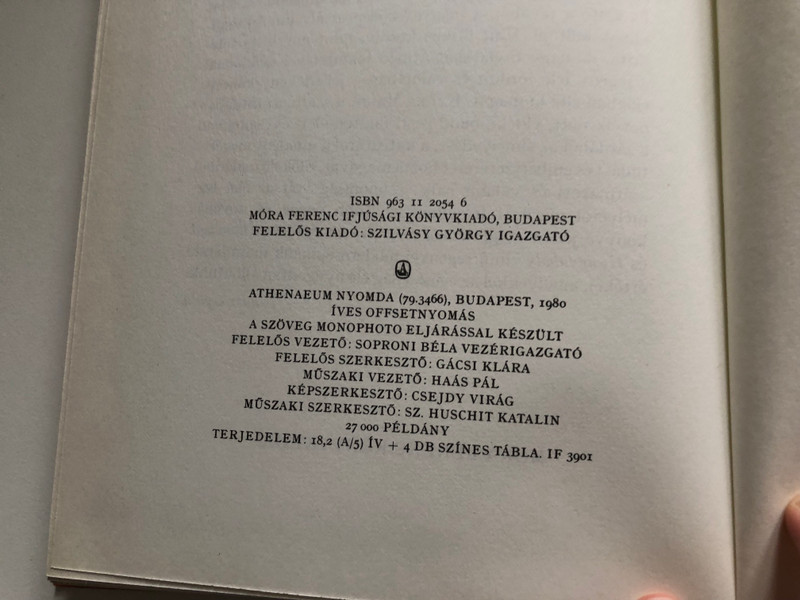 ISBN 963 11 2054 6
MÓRA FERENC IFJÚSÁGI KÖNYVKIADÓ, BUDAPEST
FELELŐS KIADÓ: SZILVÁSY GYÖRGY IGAZGATÓ
ATHENAEUM NYOMDA (79.3466), BUDAPEST, 1980
ÍVES OFFSETNYOMÁS
A SZÖVEG MONOPHOTO ELJÁRÁSSAL KÉSZÜLT
FELELŐS VEZETŐ: SOPRONI BÉLA VEZÉRIGAZGATÓ
FELELŐS SZERKESZTŐ: GÁCSI KLÁRA
MŰSZAKI VEZETŐ: HAÁS PÁL
KÉPSZERKESZTŐ: CSEJDY VIRÁG
MŰSZAKI SZERKESZTŐ: SZ. HUSCHIT KATALIN
27 000 PÉLDÁNY
TERJEDELEM: 18,2 (A/5) ÍV + 4 DB SZÍNES TÁBLA. IF 3901